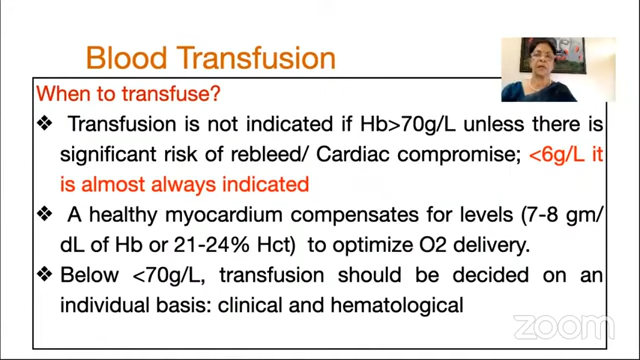 Blood Transfusion
When to transfuse?
❖ Transfusion is not indicated if Hb>70g/L unless there is
significant risk of rebleed/ Cardiac compromise; <6g/L it
is almost always indicated
❖ A healthy myocardium compensates for levels (7-8 gm/
dL of Hb or 21-24% Hct) to optimize O2 delivery.
❖ Below <70g/L, transfusion should be decided on an
individual basis: clinical and hematological
zoom